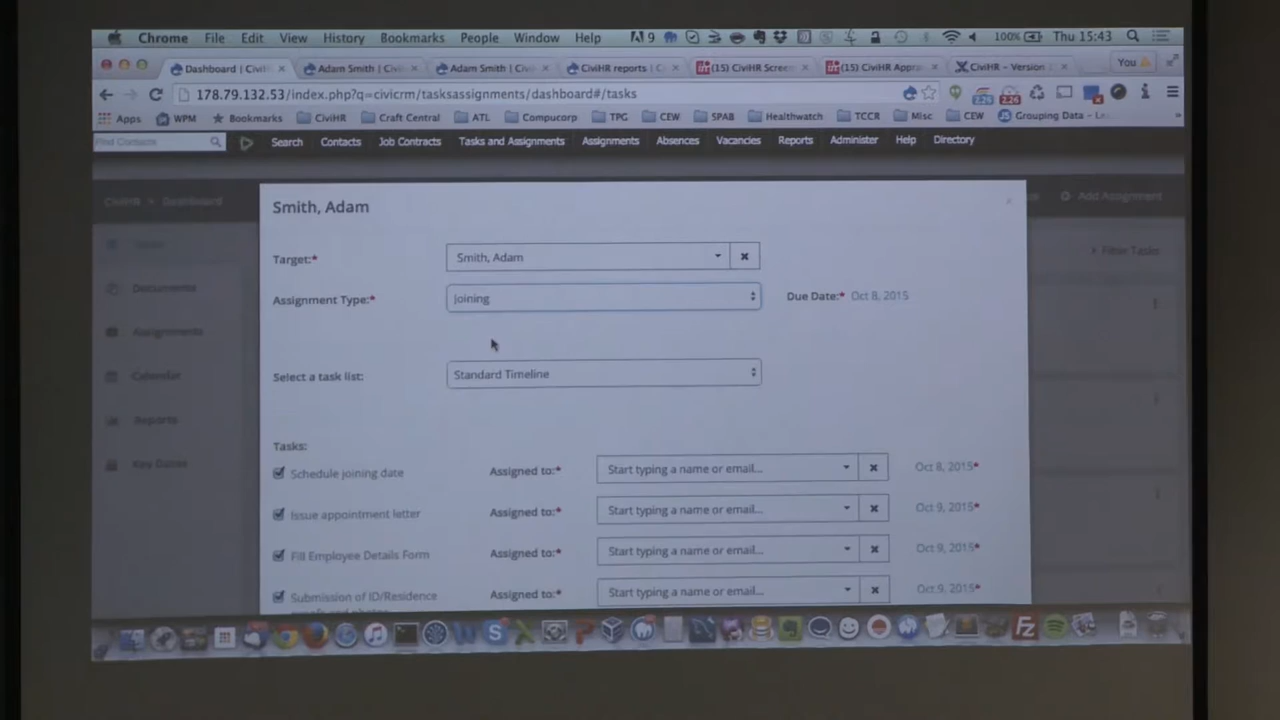 Chrome File Edit View History Bookmarks People Window Help 9 100% Thu 15:43
Dashboard | Civi Adam Smith | Civi Adam Smith | Civi CiviHR reports | C (15) CiviHR Scree (15) CiviHR Appr CiviHR - Version You
178.79.132.53/index.php?q=civicrm/tasksassignments/dashboard#/tasks
Apps WPM Bookmarks CiviHR Craft Central ATL Compucorp TPG CEW SPAB Healthwatch TCCR Misc CEW Grouping Data - Le
Find Contacts Search Contacts Job Contracts Tasks and Assignments Assignments Absences Vacancies Reports Administer Help Directory
CiviHR > Dashboard Add Assignment
Smith, Adam
Tasks Filter Tasks
Target:* Smith, Adam
Documents
Assignment Type:* Joining Due Date:* Oct 8, 2015
Assignments
Calendar
Select a task list: Standard Timeline
Reports
Tasks:
Key Dates
Schedule joining date Assigned to:* Start typing a name or email... Oct 8, 2015*
Issue appointment letter Assigned to:* Start typing a name or email... Oct 9, 2015*
Fill Employee Details Form Assigned to:* Start typing a name or email... Oct 9, 2015*
Submission of ID/Residence Assigned to:* Start typing a name or email... Oct 9, 2015*